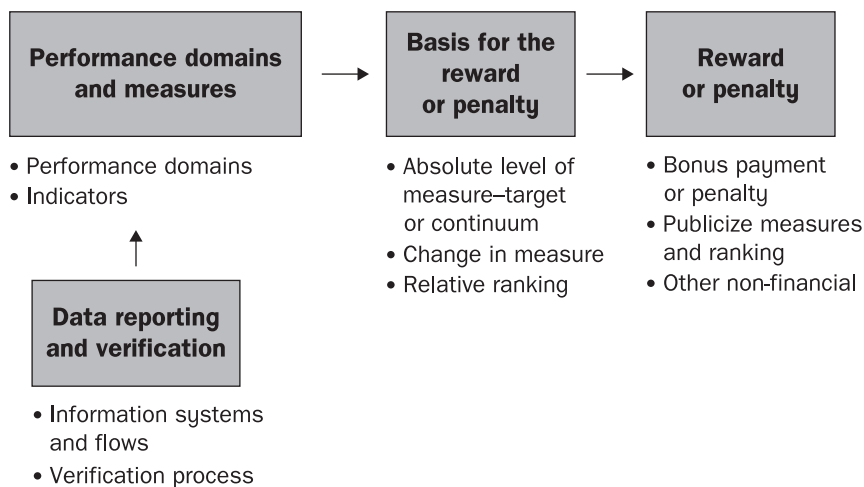 Performance domains
and measures
• Performance domains
• Indicators
Data reporting
and verification
• Information systems
and flows
• Verification process
Basis for the
reward
or penalty
• Absolute level of
measure–target
or continuum
• Change in measure
• Relative ranking
Reward
or penalty
• Bonus payment
or penalty
• Publicize measures
and ranking
• Other non-financial